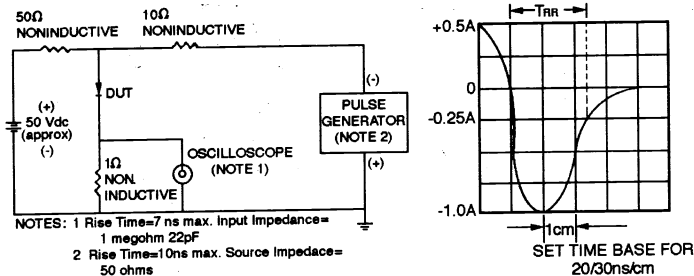 50Ω
NONINDUCTIVE
10Ω
NONINDUCTIVE
DUT
(+)
50 Vdc
(approx)
(-)
1Ω
NON.
INDUCTIVE
OSCILLOSCOPE
(NOTE 1)
(-)
PULSE
GENERATOR
(NOTE 2)
(+)
NOTES: 1 Rise Time=7 ns max. Input Impedance=
1 megohm 22pF
2 Rise Time=10ns max. Source Impedace=
50 ohms
TRR
+0.5A
0
-0.25A
-1.0A
1cm
SET TIME BASE FOR
20/30ns/cm